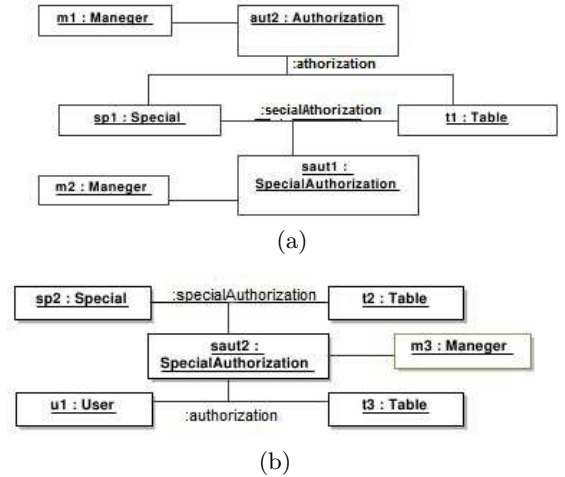 m1 : Maneger
aut2 : Authorization
:athorization
:secialAthorization
sp1 : Special
t1 : Table
saut1 :
SpecialAuthorization
m2 : Maneger
(a)
sp2 : Special
:specialAuthorization
t2 : Table
saut2 :
SpecialAuthorization
m3 : Maneger
u1 : User
:authorization
t3 : Table
(b)